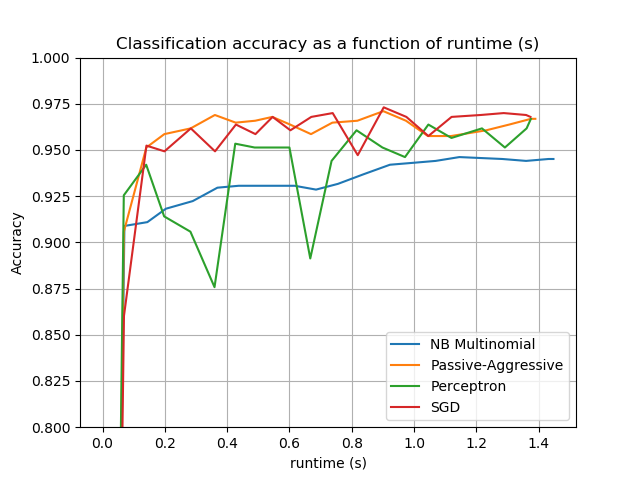 Classification accuracy as a function of runtime (s)
1.000
0.975
0.950
0.925
0.900
0.875
0.850
0.825
0.800
Accuracy
0.0 0.2 0.4 0.6 0.8 1.0 1.2 1.4
runtime (s)
NB Multinomial
Passive-Aggressive
Perceptron
SGD